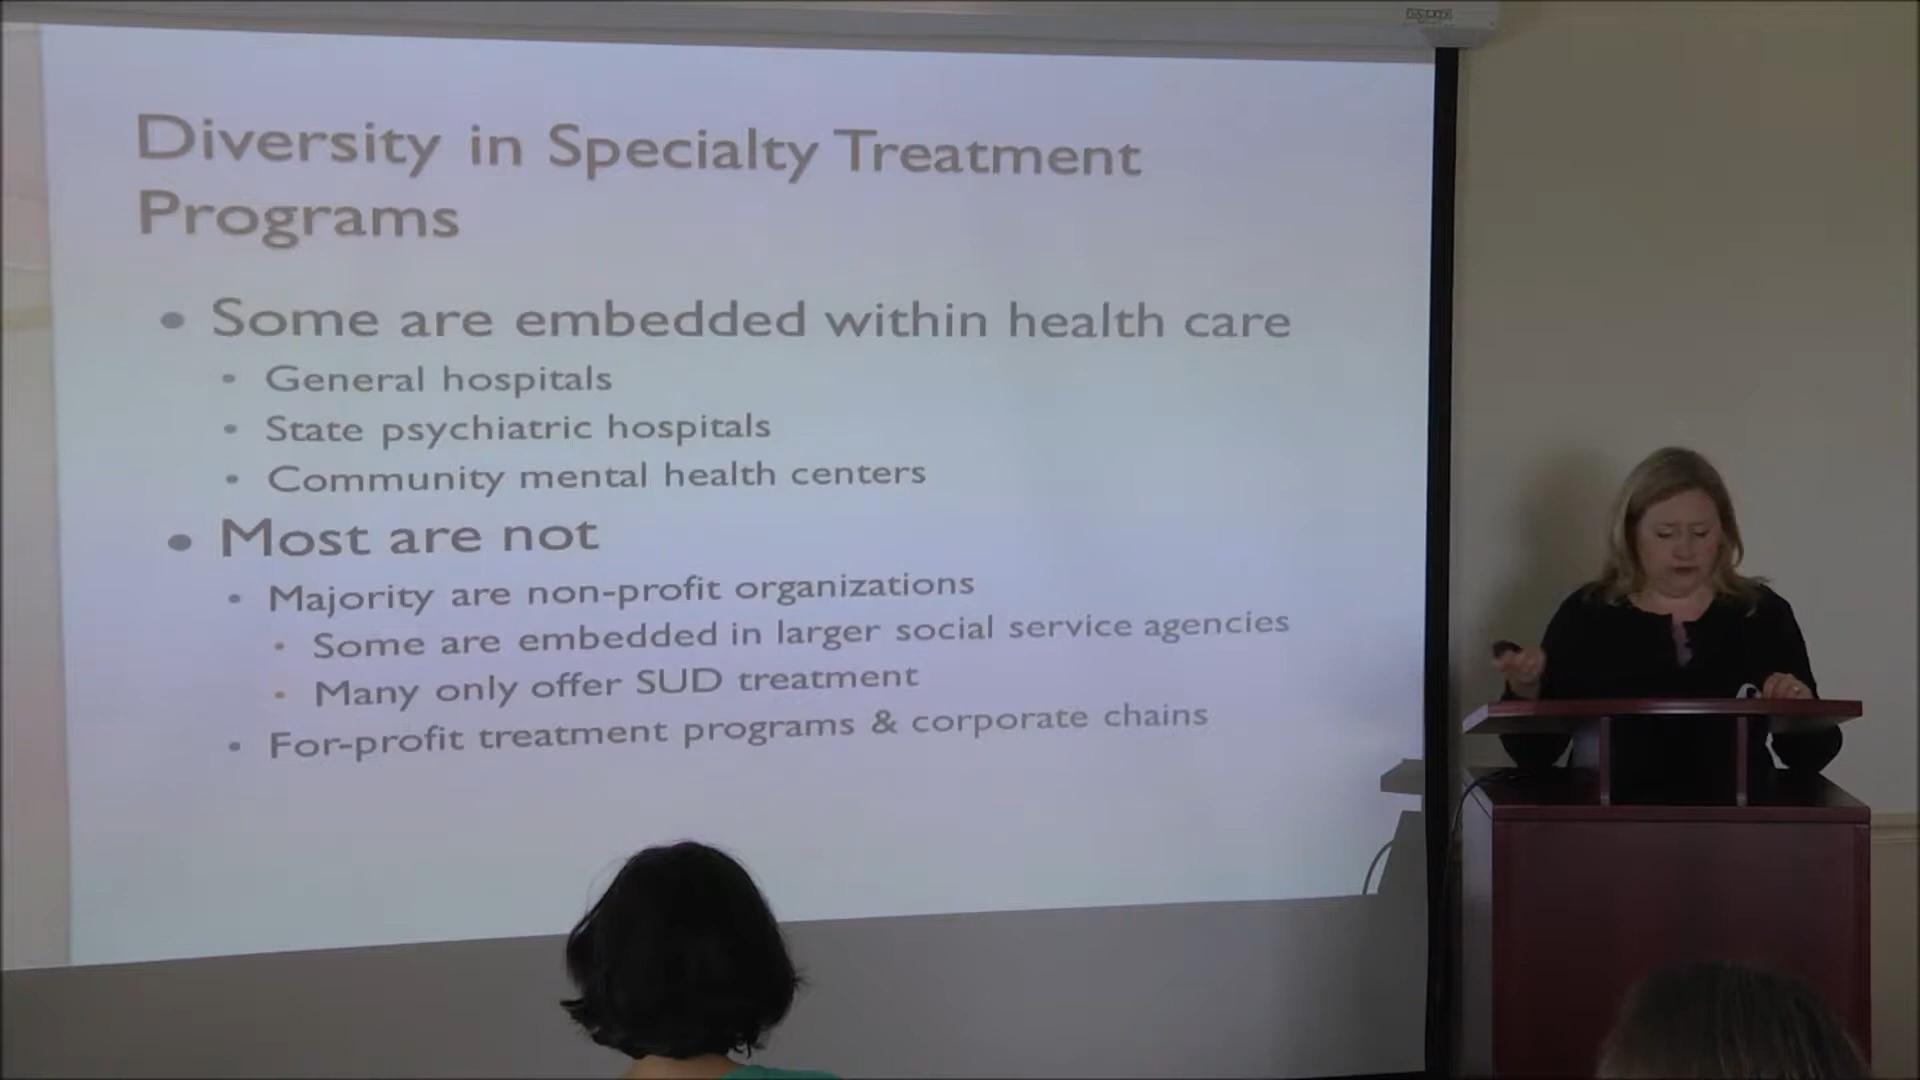 Diversity in Specialty Treatment
Programs
• Some are embedded within health care
• General hospitals
• State psychiatric hospitals
• Community mental health centers
• Most are not
• Majority are non-profit organizations
• Some are embedded in larger social service agencies
• Many only offer SUD treatment
• For-profit treatment programs & corporate chains